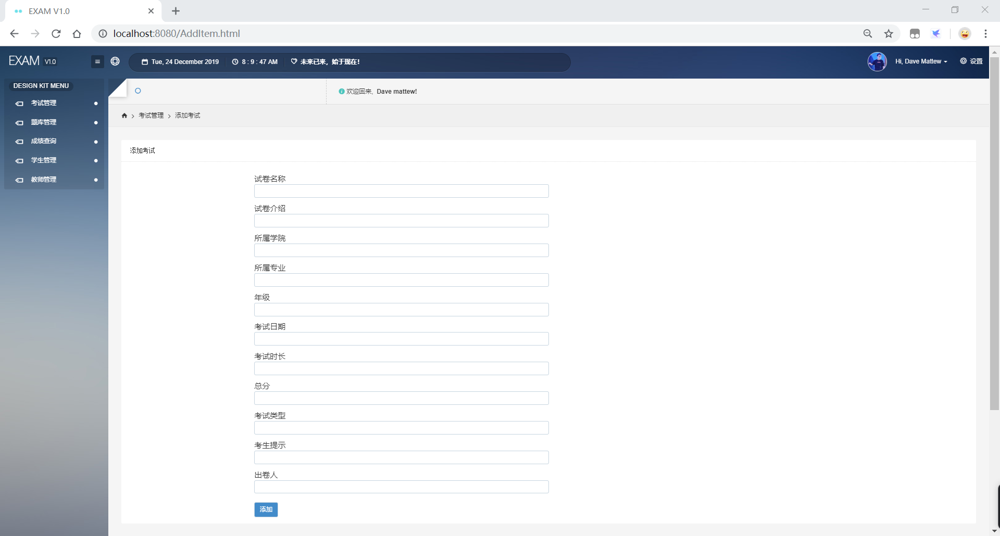 EXAM V1.0
localhost:8080/AddItem.html
EXAM V1.0
Tue, 24 December 2019
8 : 9 : 47 AM
未来已来，始于现在！
Hi, Dave Mattew
设置
DESIGN KIT MENU
考试管理
题库管理
成绩查询
学生管理
教师管理
欢迎回来, Dave mattew!
考试管理 > 添加考试
添加考试
试卷名称
试卷介绍
所属学院
所属专业
年级
考试日期
考试时长
总分
考试类型
考生提示
出卷人
添加